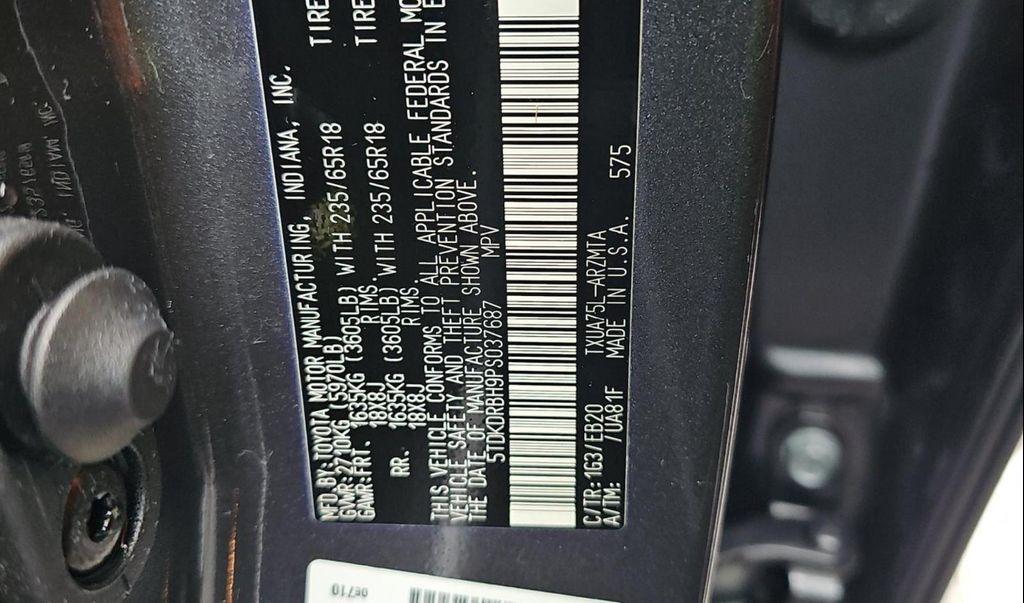 MFD.BY:TOYOTA MOTOR MANUFACTURING, INDIANA, INC.
GVWR:2710KG (5970LB)
GAWR:FRT. 1635KG (3605LB) WITH 235/65R18 TIRE
18X8J RIMS.
RR. 1635KG (3605LB) WITH 235/65R18 TIRE
18X8J RIMS.
THIS VEHICLE CONFORMS TO ALL APPLICABLE FEDERAL MO
VEHICLE SAFETY AND THEFT PREVENTION STANDARDS IN E
THE DATE OF MANUFACTURE SHOWN ABOVE.
5TDKDRBH9PS037687 MPV
C/TR:1G3/EB20 TXUA75L-ARZMTA 575
A/TM: /UA81F MADE IN U.S.A.
0E710